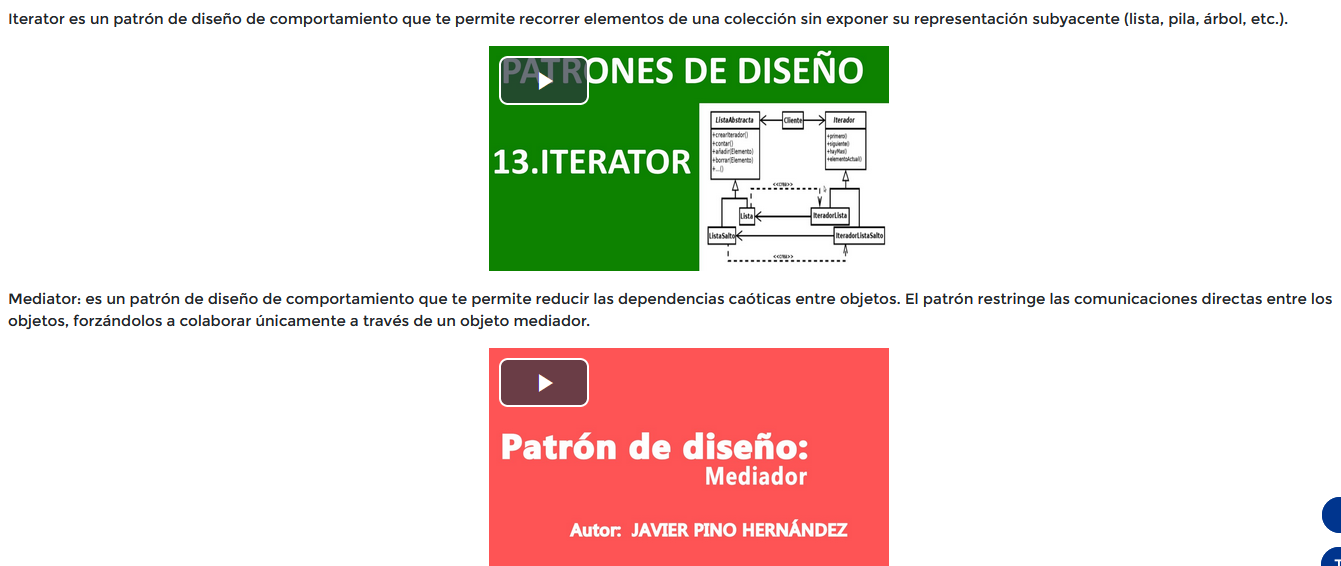 Iterator es un patrón de diseño de comportamiento que te permite recorrer elementos de una colección sin exponer su representación subyacente (lista, pila, árbol, etc.).
PATRONES DE DISEÑO
13.ITERATOR
ListaAbstracta
Cliente
Iterador
+crearIterador()
+contar()
+añadir(Elemento)
+borrar(Elemento)
+...()
+primero()
+siguiente()
+hayMas()
+elementoActual()
<<crea>>
Lista
IteradorLista
ListaSalto
IteradorListaSalto
<<crea>>
Mediator: es un patrón de diseño de comportamiento que te permite reducir las dependencias caóticas entre objetos. El patrón restringe las comunicaciones directas entre los
objetos, forzándolos a colaborar únicamente a través de un objeto mediador.
Patrón de diseño:
Mediador
Autor: JAVIER PINO HERNÁNDEZ